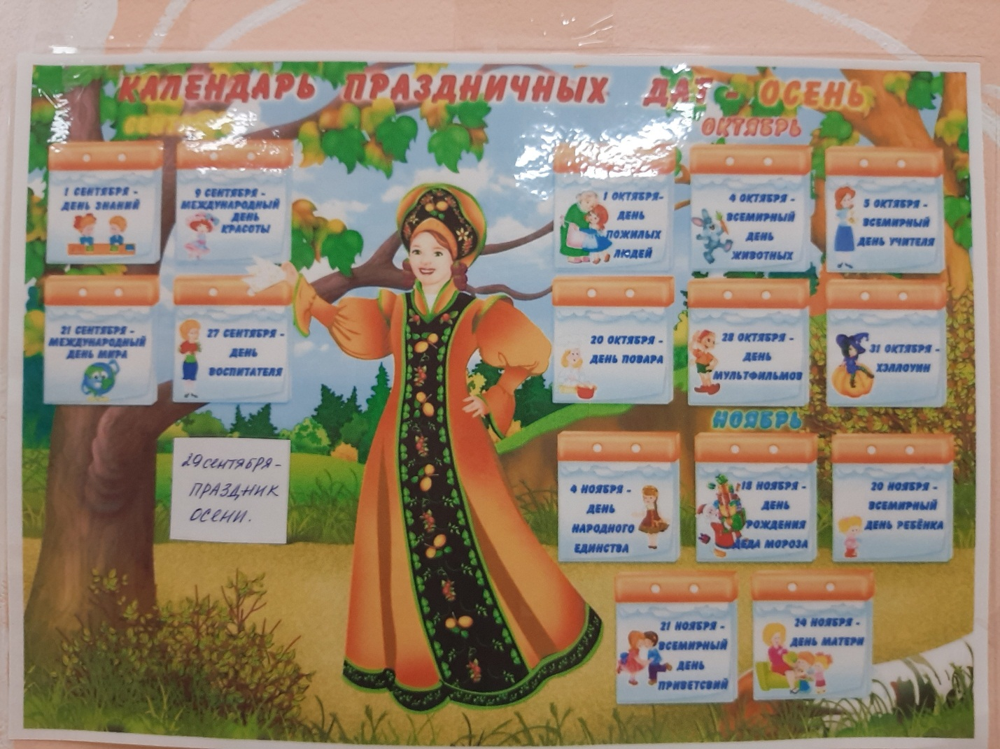 КАЛЕНДАРЬ ПРАЗДНИЧНЫХ ДАТ - ОСЕНЬ
1 СЕНТЯБРЯ -
ДЕНЬ ЗНАНИЙ
9 СЕНТЯБРЯ -
МЕЖДУНАРОДНЫЙ
ДЕНЬ
КРАСОТЫ
21 СЕНТЯБРЯ -
МЕЖДУНАРОДНЫЙ
ДЕНЬ МИРА
27 СЕНТЯБРЯ -
ДЕНЬ
ВОСПИТАТЕЛЯ
29 сентября -
ПРАЗДНИК
ОСЕНИ.
ОКТЯБРЬ
1 ОКТЯБРЯ-
ДЕНЬ
ПОЖИЛЫХ
ЛЮДЕЙ
4 ОКТЯБРЯ -
ВСЕМИРНЫЙ
ДЕНЬ
ЖИВОТНЫХ
5 ОКТЯБРЯ -
ВСЕМИРНЫЙ
ДЕНЬ УЧИТЕЛЯ
20 ОКТЯБРЯ -
ДЕНЬ ПОВАРА
28 ОКТЯБРЯ -
ДЕНЬ
МУЛЬТФИЛЬМОВ
31 ОКТЯБРЯ -
ХЭЛЛОУИН
НОЯБРЬ
4 НОЯБРЯ -
ДЕНЬ
НАРОДНОГО
ЕДИНСТВА
18 НОЯБРЯ -
ДЕНЬ
РОЖДЕНИЯ
ДЕДА МОРОЗА
20 НОЯБРЯ -
ВСЕМИРНЫЙ
ДЕНЬ РЕБЁНКА
21 НОЯБРЯ -
ВСЕМИРНЫЙ
ДЕНЬ
ПРИВЕТСВИЙ
24 НОЯБРЯ -
ДЕНЬ МАТЕРИ